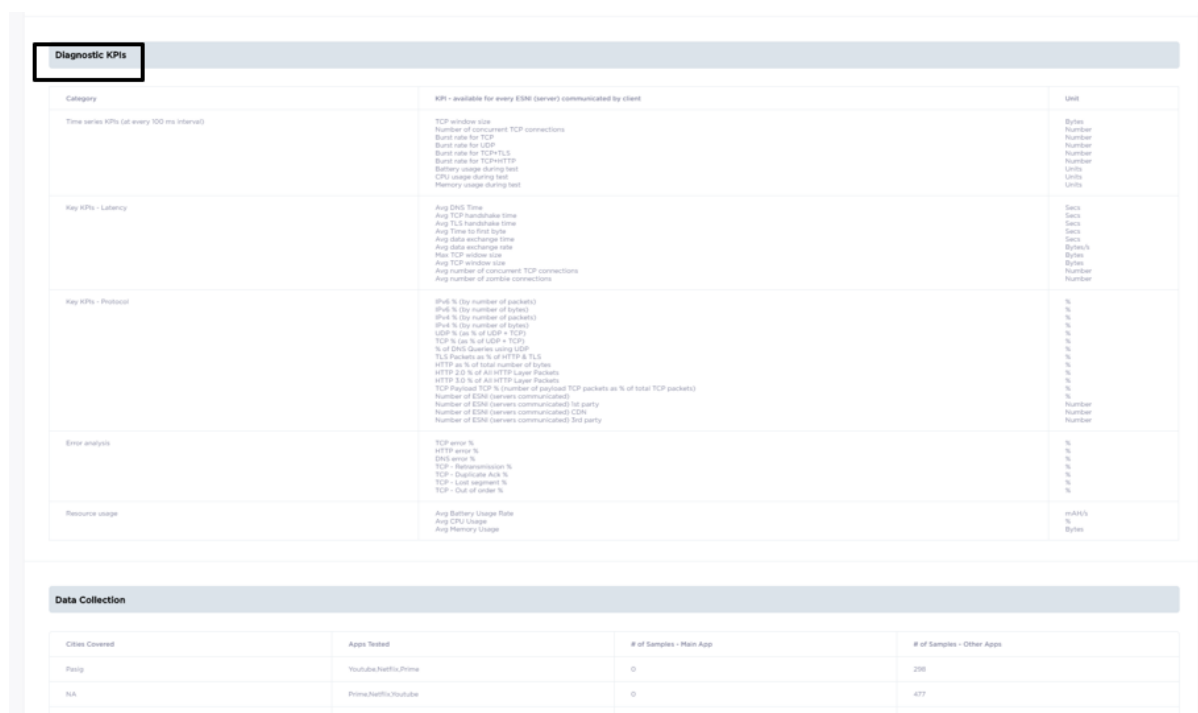 Diagnostic KPIs
Category KPI - available for every ESNI (server) communicated by client Unit
Time series KPIs (at every 100 ms interval) TCP window size Bytes
Number of concurrent TCP connections Number
Burst rate for TCP Number
Burst rate for UDP Number
Burst rate for TCP+TLS Number
Burst rate for TCP+HTTP Number
Battery usage during test Units
CPU usage during test Units
Memory usage during test Units
Key KPIs - Latency Avg DNS Time Secs
Avg TCP handshake time Secs
Avg TLS handshake time Secs
Avg Time to first byte Secs
Avg data exchange time Secs
Avg data exchange rate Bytes/s
Max TCP widow size Bytes
Avg TCP window size Bytes
Avg number of concurrent TCP connections Number
Avg number of zombie connections Number
Key KPIs - Protocol IPv6 % (by number of packets) %
IPv6 % (by number of bytes) %
IPv4 % (by number of packets) %
IPv4 % (by number of bytes) %
UDP % (as % of UDP + TCP) %
TCP % (as % of UDP + TCP) %
% of DNS Queries using UDP %
TLS Packets as % of HTTP & TLS %
HTTP as % of total number of bytes %
HTTP 2.0 % of All HTTP Layer Packets %
HTTP 3.0 % of All HTTP Layer Packets %
TCP Payload TCP % (number of payload TCP packets as % of total TCP packets) %
Number of ESNI (servers communicated) %
Number of ESNI (servers communicated) 1st party Number
Number of ESNI (servers communicated) CDN Number
Number of ESNI (servers communicated) 3rd party Number
Error analysis TCP error % %
HTTP error % %
DNS error % %
TCP - Retransmission % %
TCP - Duplicate Ack % %
TCP - Lost segment % %
TCP - Out of order % %
Resource usage Avg Battery Usage Rate mAH/s
Avg CPU Usage %
Avg Memory Usage Bytes
Data Collection
Cities Covered Apps Tested # of Samples - Main App # of Samples - Other Apps
Pasig Youtube,Netflix,Prime 0 298
NA Prime,Netflix,Youtube 0 477